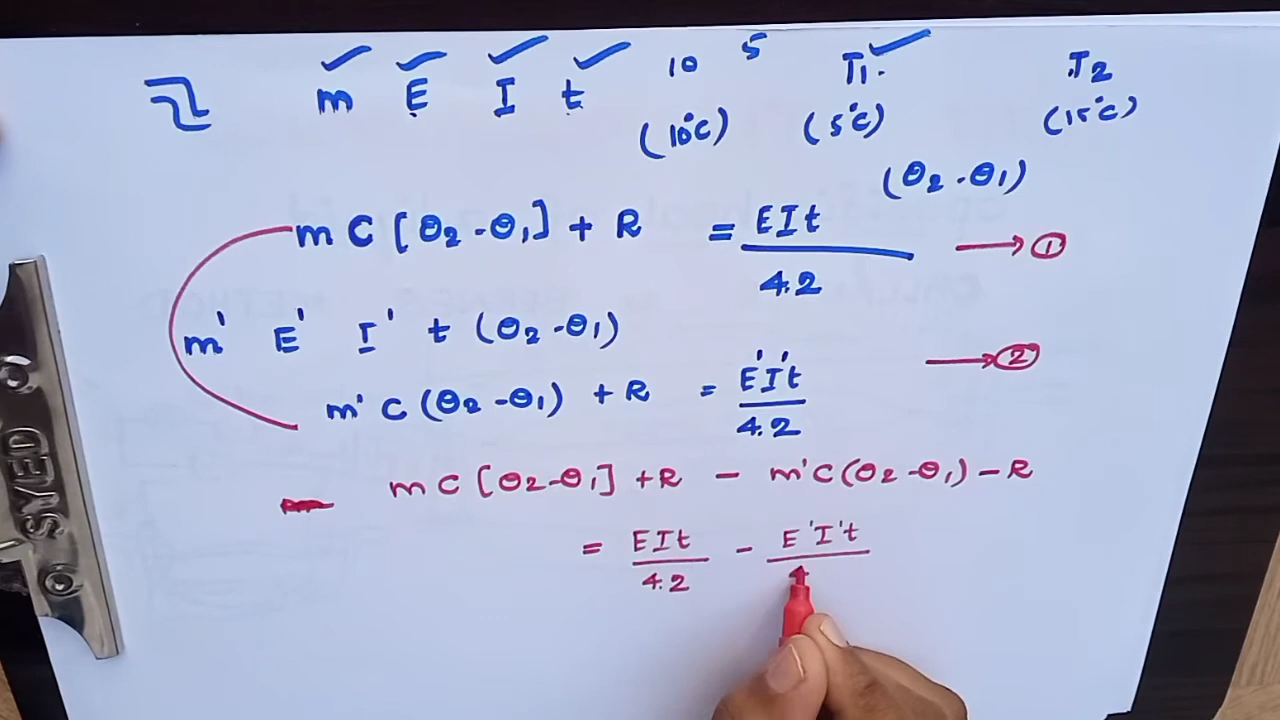 m E I t 10 5 T1. T2
(10°C) (5°C) (15°C)
(θ2-θ1)
mC[θ2-θ1]+R = EIt/4.2 → ①
m' E' I' t (θ2-θ1)
m'C(θ2-θ1)+R = E'I't/4.2 → ②
mC[θ2-θ1]+R - m'C(θ2-θ1)-R
= EIt/4.2 - E'I't/
SYED